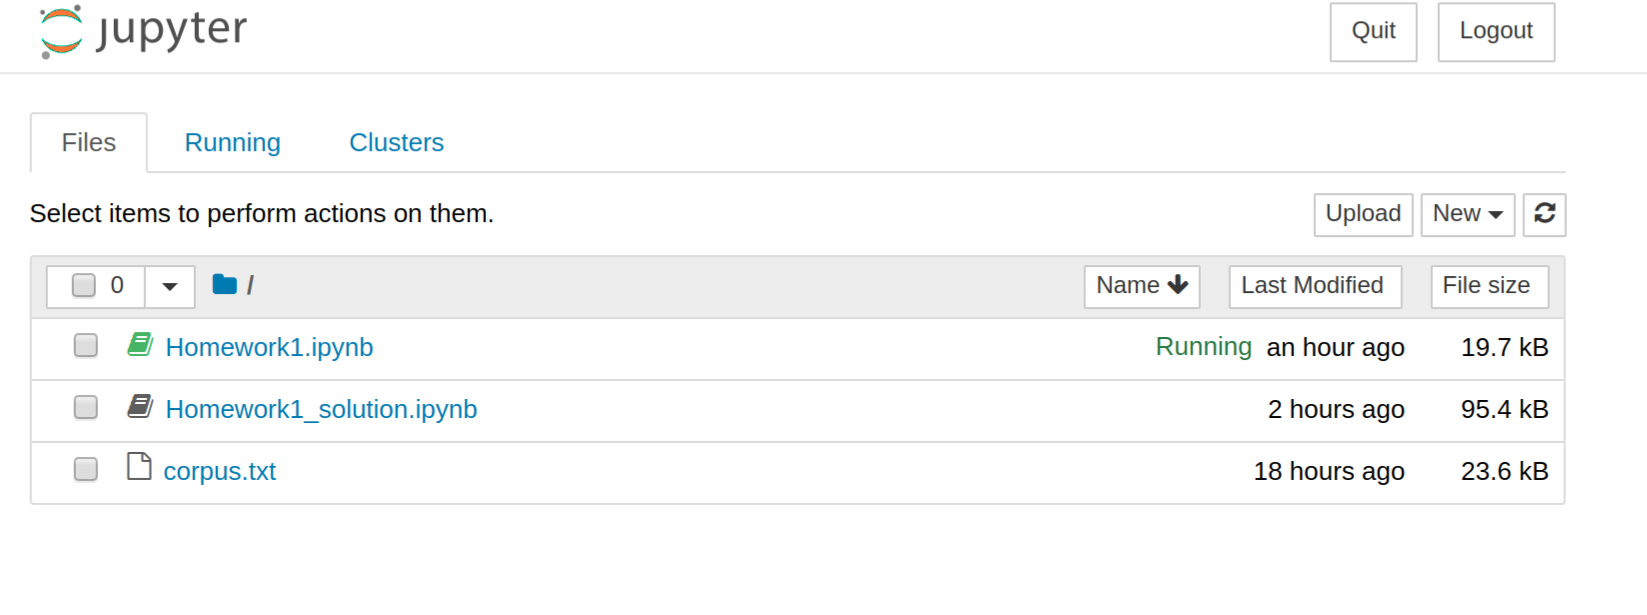 jupyter Quit Logout
Files Running Clusters
Select items to perform actions on them. Upload New
0 / Name Last Modified File size
Homework1.ipynb Running an hour ago 19.7 kB
Homework1_solution.ipynb 2 hours ago 95.4 kB
corpus.txt 18 hours ago 23.6 kB